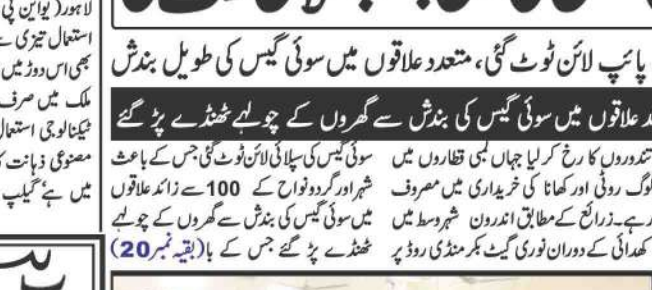 پائپ لائن ٹوٹ گئی، متعدد علاقوں میں سوئی گیس کی طویل بندش
علاقوں میں سوئی گیس کی بندش سے گھروں کے چولہے ٹھنڈے پڑ گئے
سوئی گیس کی سپلائی لائن ٹوٹ گئی جس کے باعث
شہر اور گردونواح کے 100 سے زائد علاقوں
میں سوئی گیس کی بندش سے گھروں کے چولہے
ٹھنڈے پڑ گئے جس کے با(بقیہ نمبر20)
تندوروں کا رخ کرلیا جہاں لمبی قطاروں میں
لوگ روٹی اور کھانا کی خریداری میں مصروف
رہے۔زرائع کے مطابق اندرون شہر وسط میں
کھدائی کے دوران نوری گیٹ بکر منڈی روڈ پر
لاہور( یو این پی
استعمال تیزی
بھی اس دوڑ میں
ملک میں صرف
ٹیکنالوجی استعمال
مصنوعی ذہانت
میں ہے گیلپ